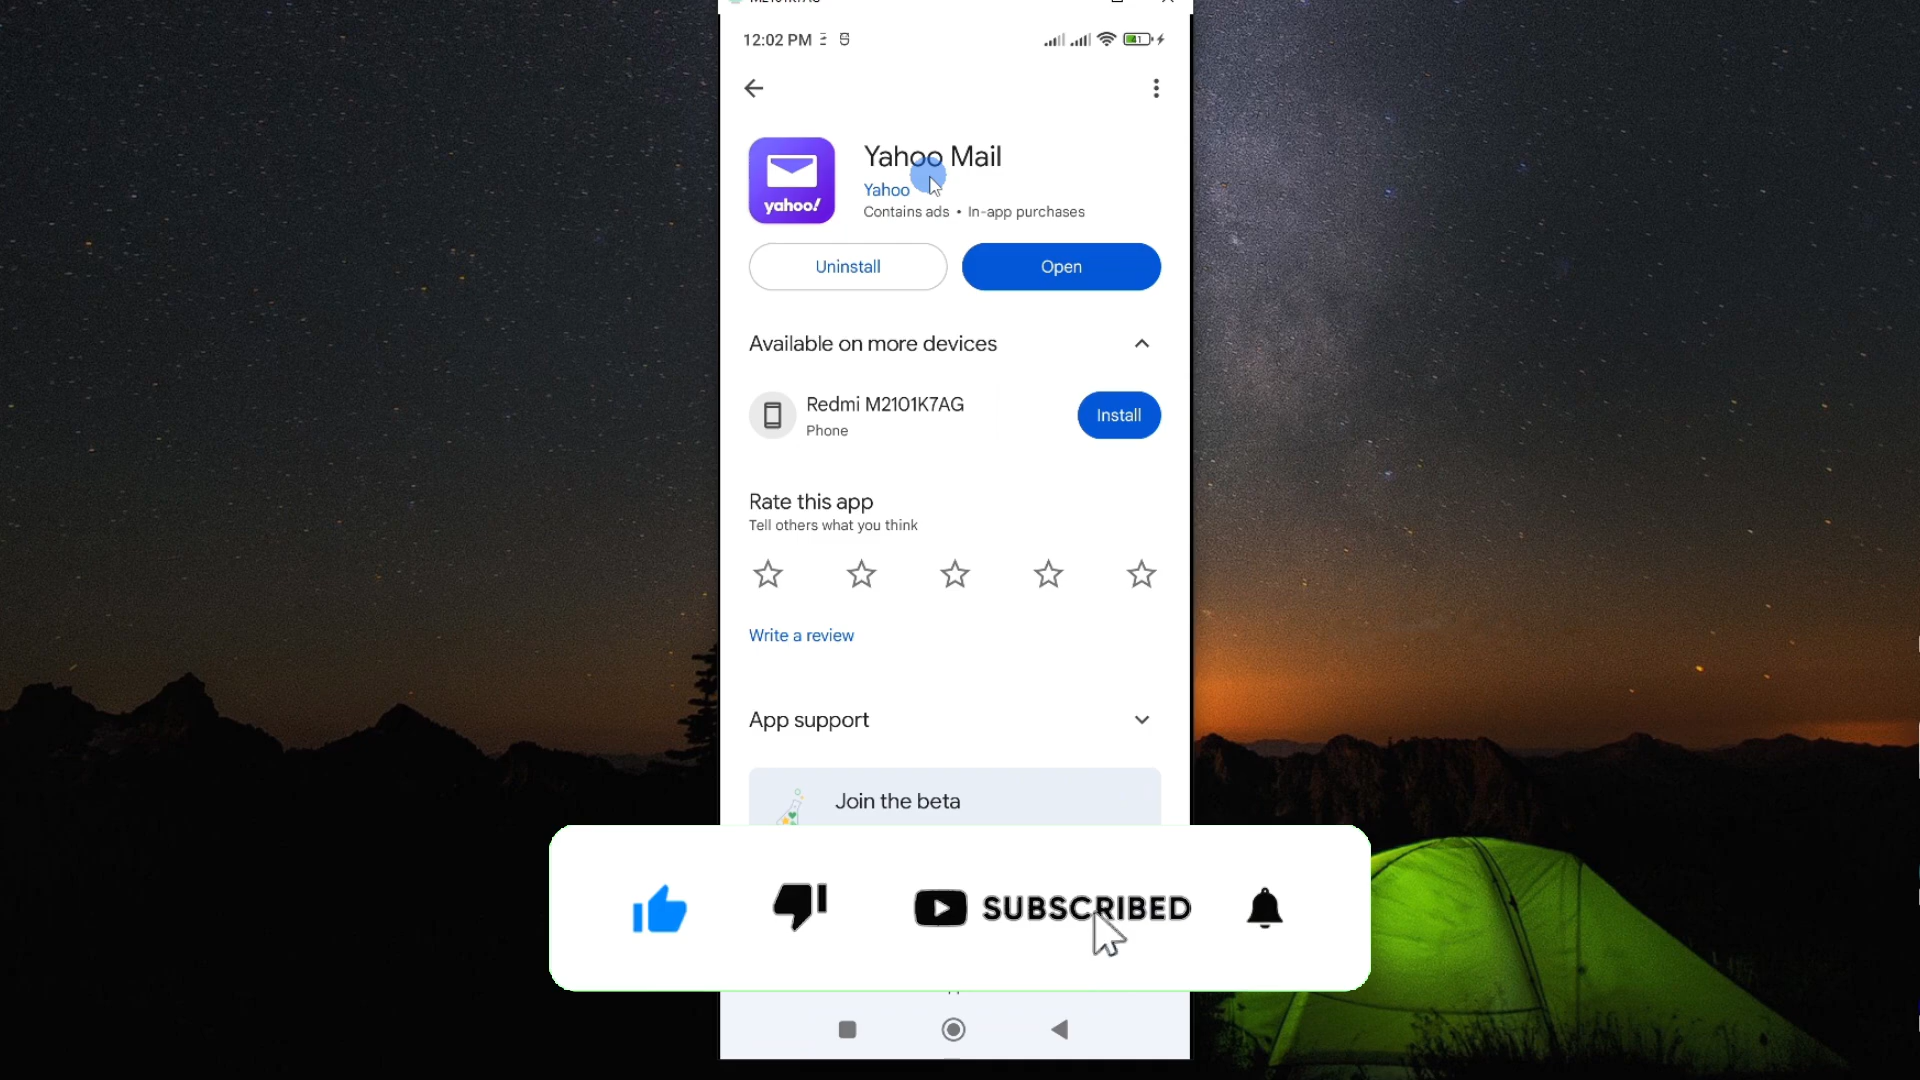 12:02 PM
41
Yahoo Mail
yahoo!
Yahoo
Contains ads • In-app purchases
Uninstall
Open
Available on more devices
Redmi M2101K7AG
Phone
Install
Rate this app
Tell others what you think
Write a review
App support
Join the beta
SUBSCRIBED